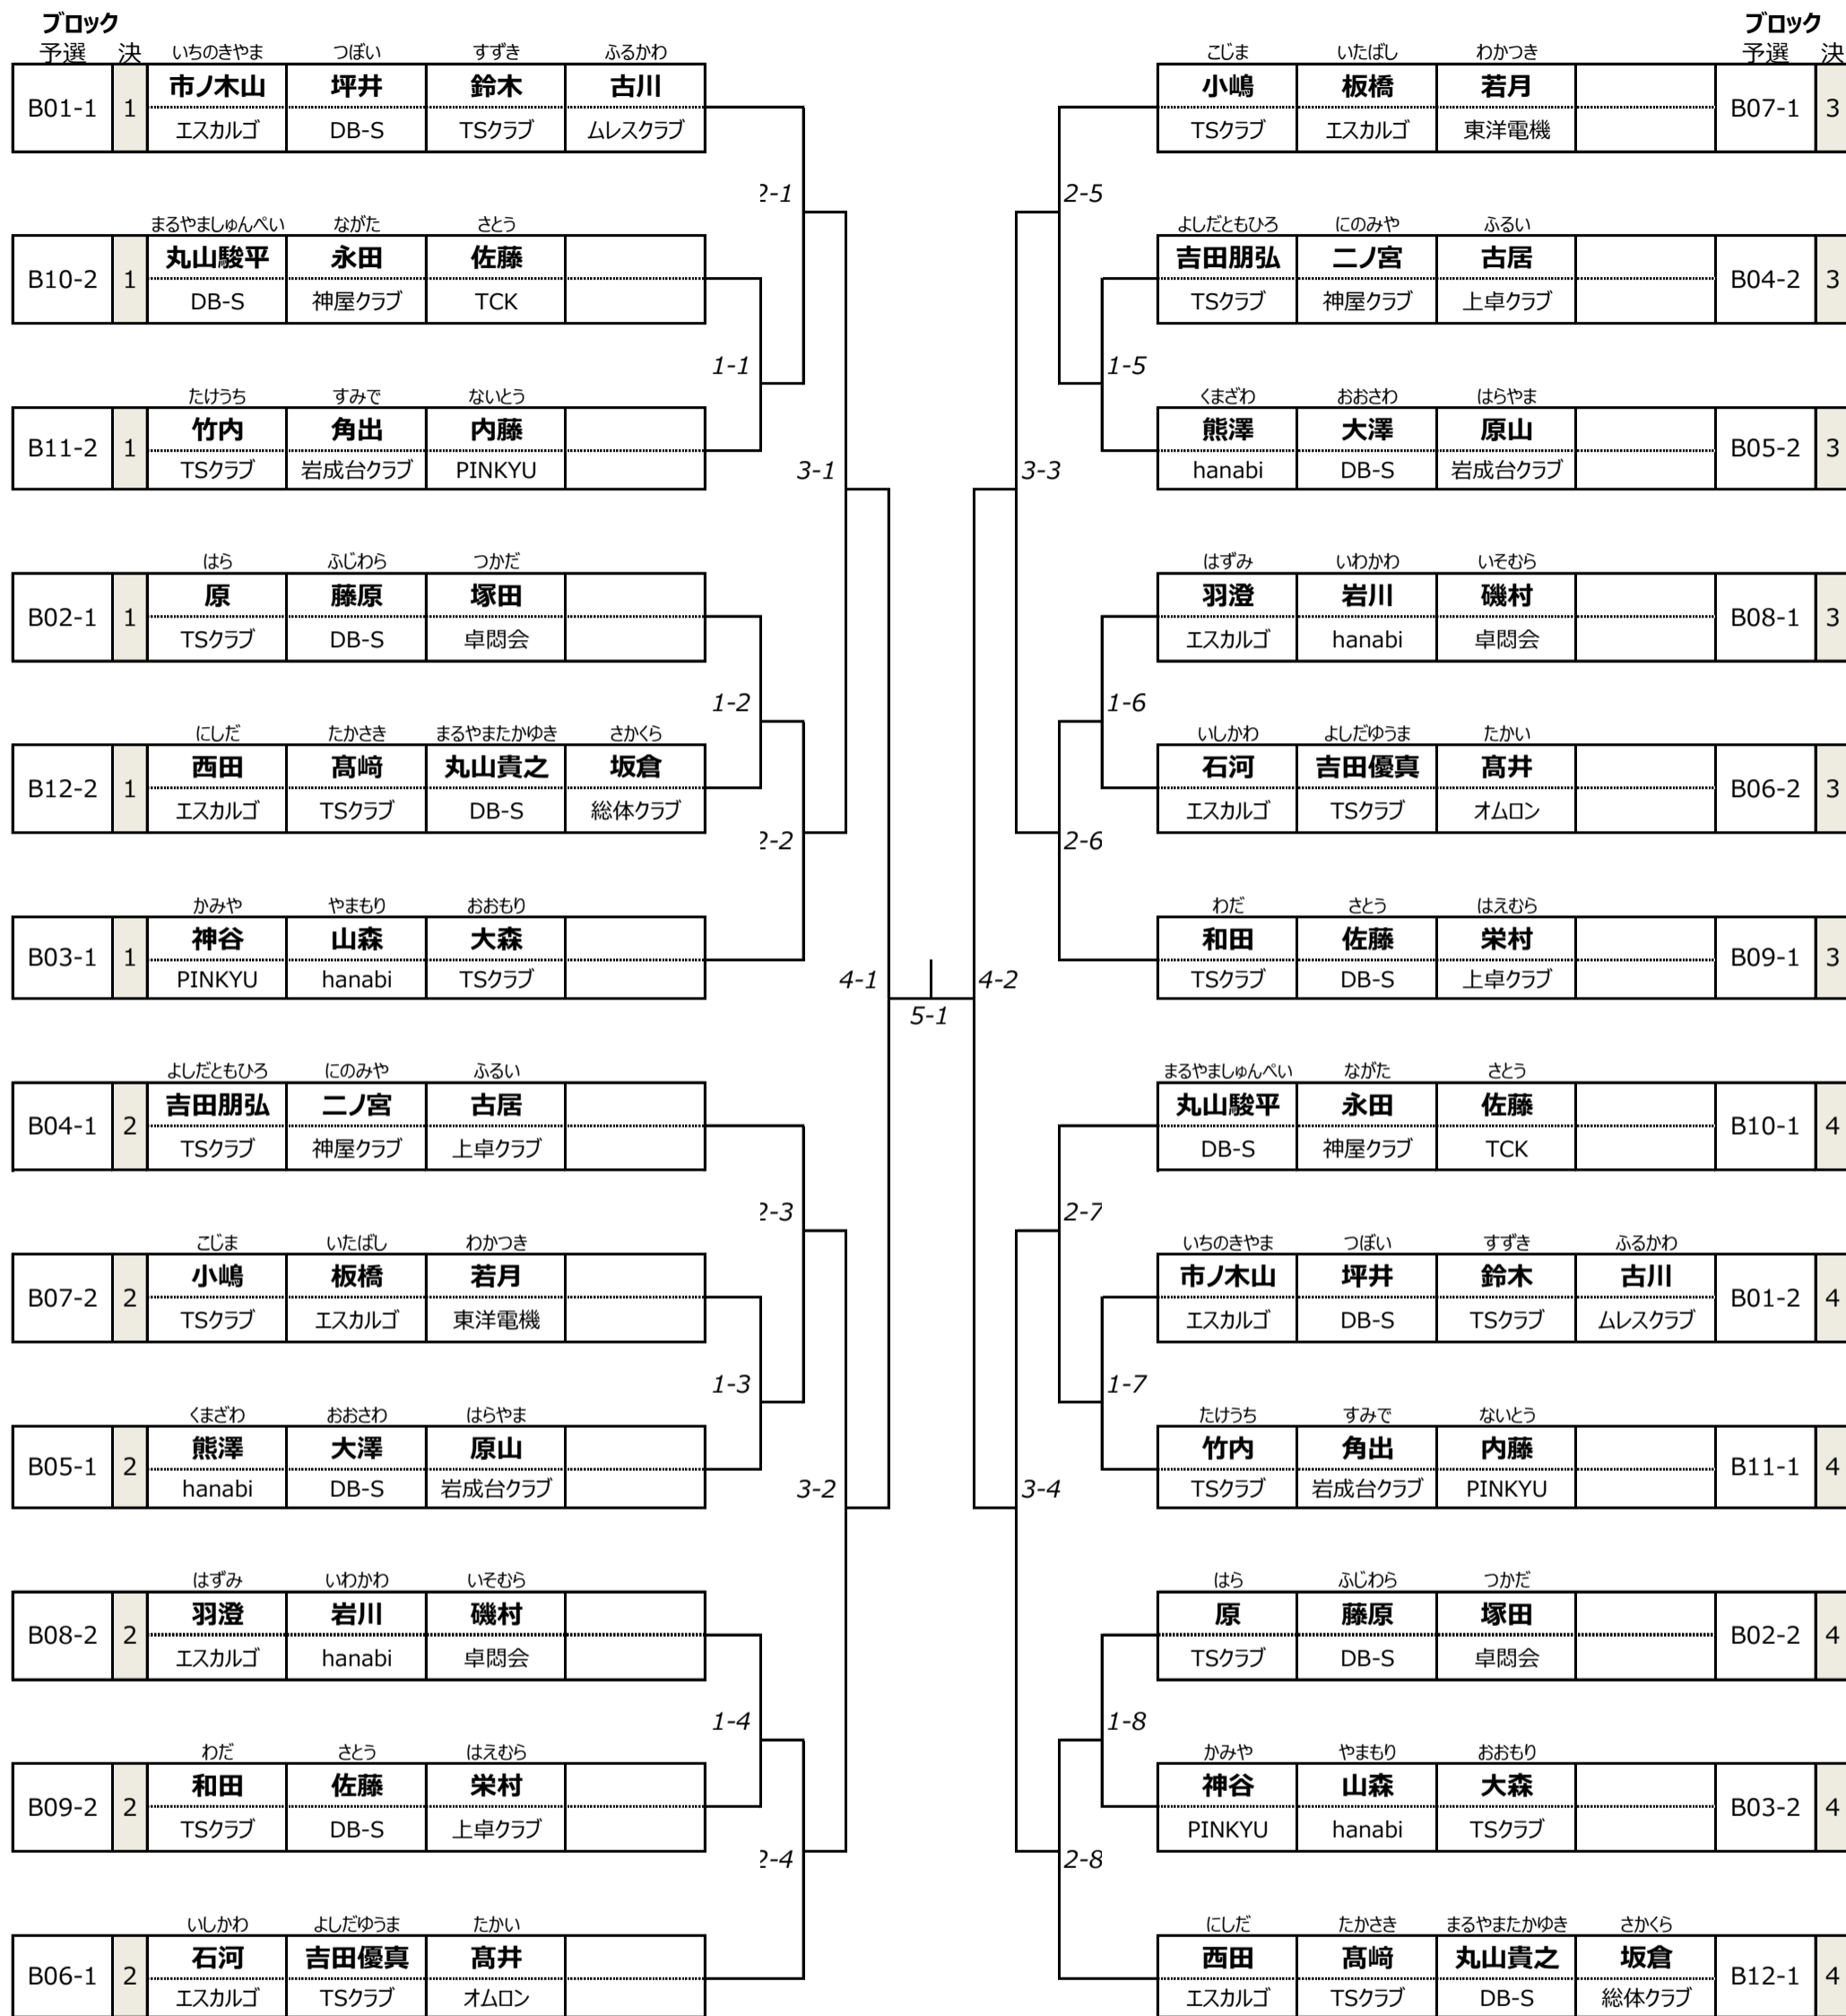 ブロック
予選 決 いちのきやま つぼい すずき ふるかわ
B01-1 1 市ノ木山 坪井 鈴木 古川
エスカルゴ DB-S TSクラブ ムレスクラブ
2-1
まるやましゅんぺい ながた さとう
B10-2 1 丸山駿平 永田 佐藤
DB-S 神屋クラブ TCK
1-1
たけうち すみで ないとう
B11-2 1 竹内 角出 内藤
TSクラブ 岩成台クラブ PINKYU
3-1
はら ふじわら つかだ
B02-1 1 原 藤原 塚田
TSクラブ DB-S 卓悶会
1-2
にしだ たかさき まるやまたかゆき さかくら
B12-2 1 西田 髙﨑 丸山貴之 坂倉
エスカルゴ TSクラブ DB-S 総体クラブ
2-2
かみや やまもり おおもり
B03-1 1 神谷 山森 大森
PINKYU hanabi TSクラブ
4-1
5-1
よしだともひろ にのみや ふるい
B04-1 2 吉田朋弘 二ノ宮 古居
TSクラブ 神屋クラブ 上卓クラブ
2-3
こじま いたばし わかつき
B07-2 2 小嶋 板橋 若月
TSクラブ エスカルゴ 東洋電機
1-3
くまざわ おおさわ はらやま
B05-1 2 熊澤 大澤 原山
hanabi DB-S 岩成台クラブ
3-2
はずみ いわかわ いそむら
B08-2 2 羽澄 岩川 磯村
エスカルゴ hanabi 卓悶会
1-4
わだ さとう はえむら
B09-2 2 和田 佐藤 栄村
TSクラブ DB-S 上卓クラブ
2-4
いしかわ よしだゆうま たかい
B06-1 2 石河 吉田優真 髙井
エスカルゴ TSクラブ オムロン
ブロック
こじま いたばし わかつき 予選 決
小嶋 板橋 若月 B07-1 3
TSクラブ エスカルゴ 東洋電機
2-5
よしだともひろ にのみや ふるい
吉田朋弘 二ノ宮 古居 B04-2 3
TSクラブ 神屋クラブ 上卓クラブ
1-5
くまざわ おおさわ はらやま
熊澤 大澤 原山 B05-2 3
hanabi DB-S 岩成台クラブ
3-3
はずみ いわかわ いそむら
羽澄 岩川 磯村 B08-1 3
エスカルゴ hanabi 卓悶会
1-6
いしかわ よしだゆうま たかい
石河 吉田優真 髙井 B06-2 3
エスカルゴ TSクラブ オムロン
2-6
わだ さとう はえむら
和田 佐藤 栄村 B09-1 3
TSクラブ DB-S 上卓クラブ
4-2
まるやましゅんぺい ながた さとう
丸山駿平 永田 佐藤 B10-1 4
DB-S 神屋クラブ TCK
2-7
いちのきやま つぼい すずき ふるかわ
市ノ木山 坪井 鈴木 古川 B01-2 4
エスカルゴ DB-S TSクラブ ムレスクラブ
1-7
たけうち すみで ないとう
竹内 角出 内藤 B11-1 4
TSクラブ 岩成台クラブ PINKYU
3-4
はら ふじわら つかだ
原 藤原 塚田 B02-2 4
TSクラブ DB-S 卓悶会
1-8
かみや やまもり おおもり
神谷 山森 大森 B03-2 4
PINKYU hanabi TSクラブ
2-8
にしだ たかさき まるやまたかゆき さかくら
西田 髙﨑 丸山貴之 坂倉 B12-1 4
エスカルゴ TSクラブ DB-S 総体クラブ